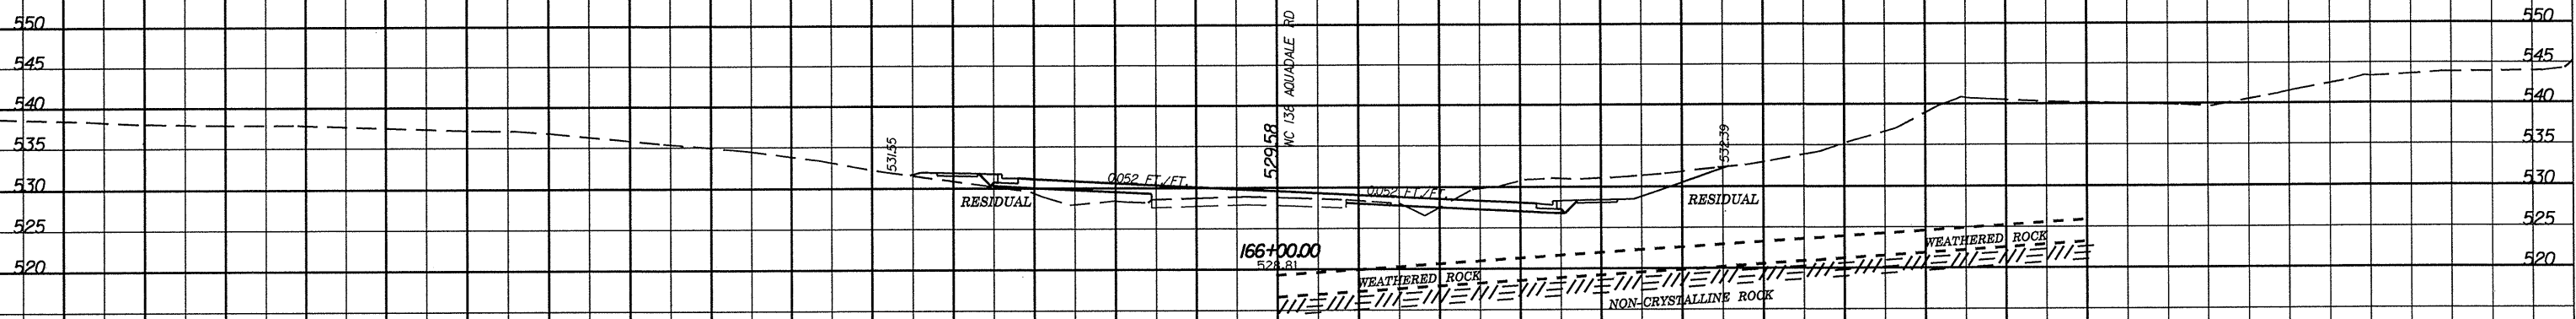 550 550
NC 138 AQUADALE RD
545 545
540 540
535 531.55 529.58 532.39 535
530 0.052 FT./FT. 0.052 FT./FT. 530
RESIDUAL RESIDUAL
525 525
166+00.00 WEATHERED ROCK
528.81
520 520
WEATHERED ROCK
NON-CRYSTALLINE ROCK